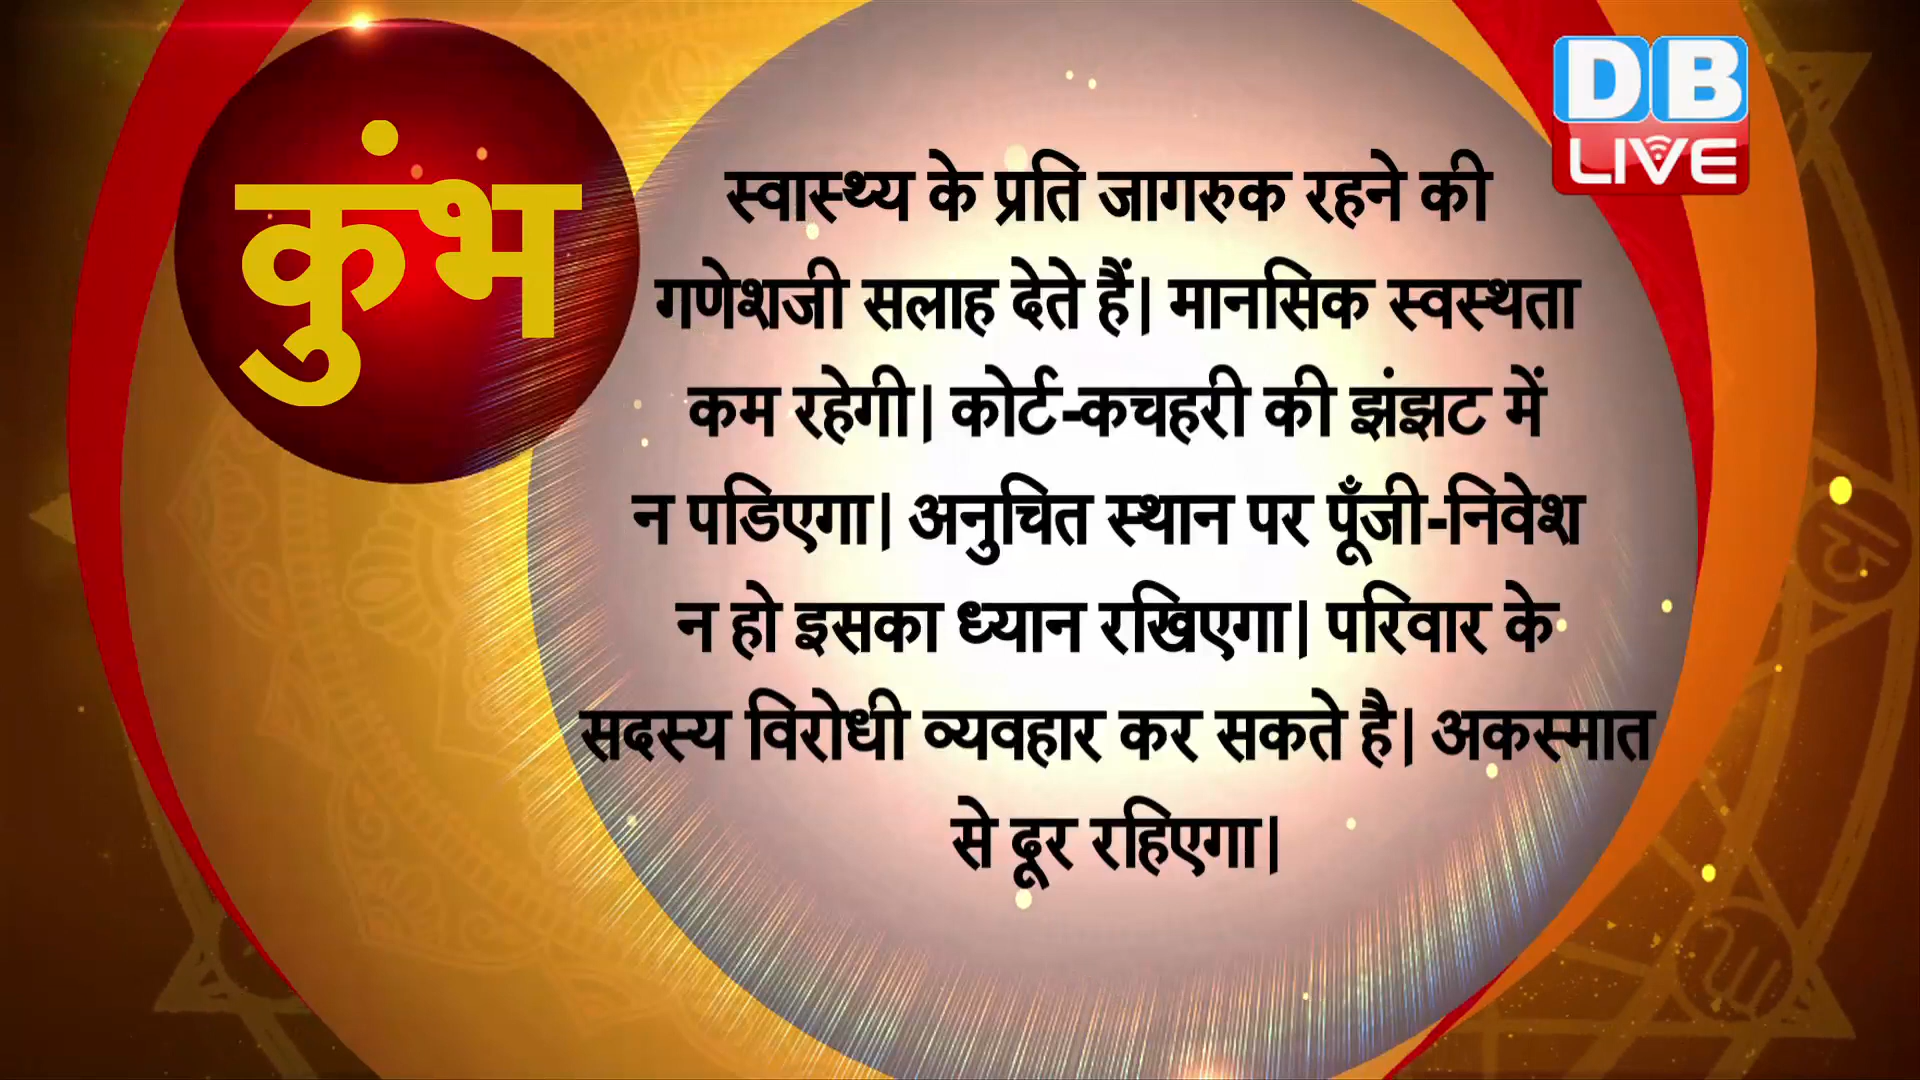 कुंभ
DB
LIVE
स्वास्थ्य के प्रति जागरुक रहने की
गणेशजी सलाह देते हैं| मानसिक स्वस्थता
कम रहेगी| कोर्ट-कचहरी की झंझट में
न पडिएगा| अनुचित स्थान पर पूँजी-निवेश
न हो इसका ध्यान रखिएगा| परिवार के
सदस्य विरोधी व्यवहार कर सकते है| अकस्मात
से दूर रहिएगा|